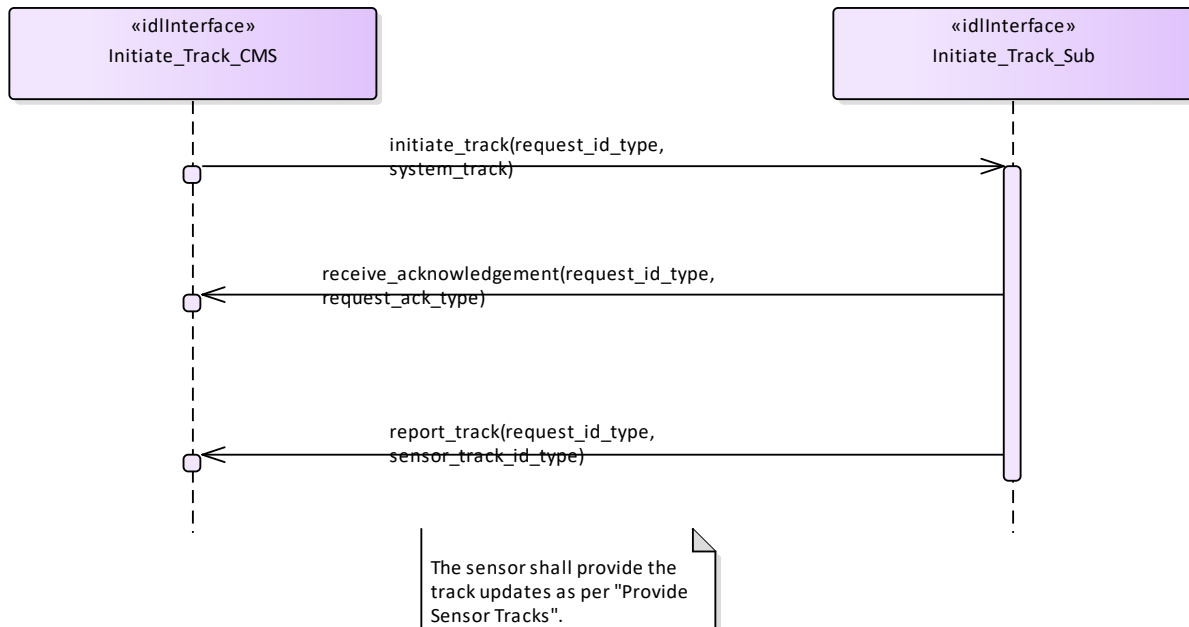 «idlInterface»
Initiate_Track_CMS
«idlInterface»
Initiate_Track_Sub
initiate_track(request_id_type,
system_track)
receive_acknowledgement(request_id_type,
request_ack_type)
report_track(request_id_type,
sensor_track_id_type)
The sensor shall provide the
track updates as per "Provide
Sensor Tracks".